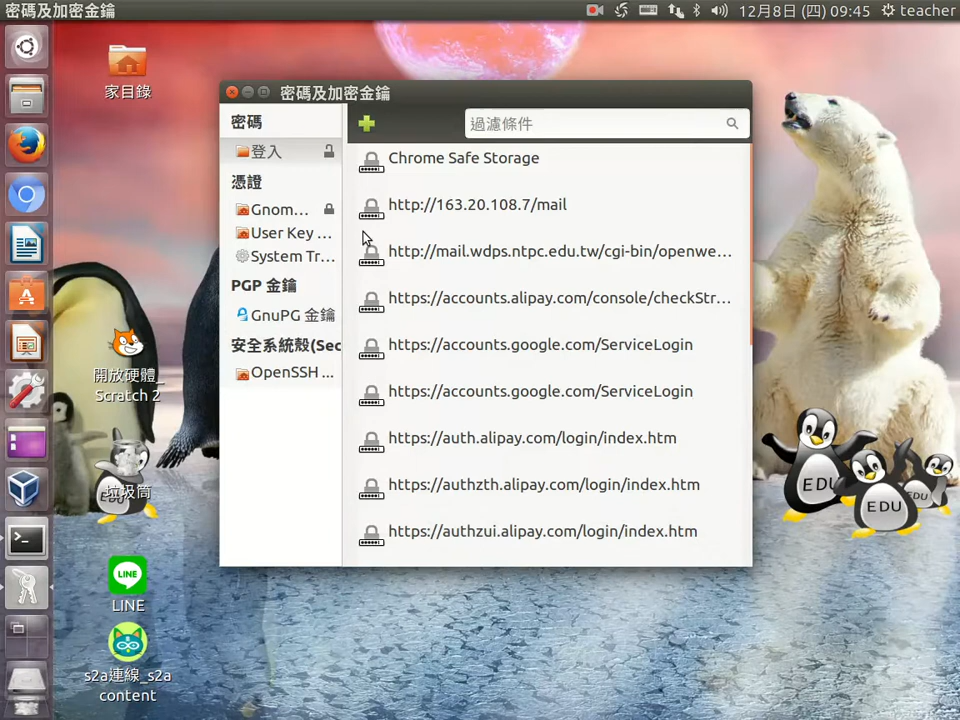 密碼及加密金鑰
12月8日 (四) 09:45
teacher
家目錄
密碼及加密金鑰
密碼
過濾條件
登入
憑證
Gnom...
User Key ...
System Tr...
PGP 金鑰
GnuPG 金鑰
安全系統殼(Sec
OpenSSH ...
Chrome Safe Storage
http://163.20.108.7/mail
http://mail.wdps.ntpc.edu.tw/cgi-bin/openwe...
https://accounts.alipay.com/console/checkStr...
https://accounts.google.com/ServiceLogin
https://accounts.google.com/ServiceLogin
https://auth.alipay.com/login/index.htm
https://authzth.alipay.com/login/index.htm
https://authzui.alipay.com/login/index.htm
開放硬體_
Scratch 2
垃圾筒
EDU
LINE
LINE
s2a連線_s2a
content
EDU
EDU
EDU